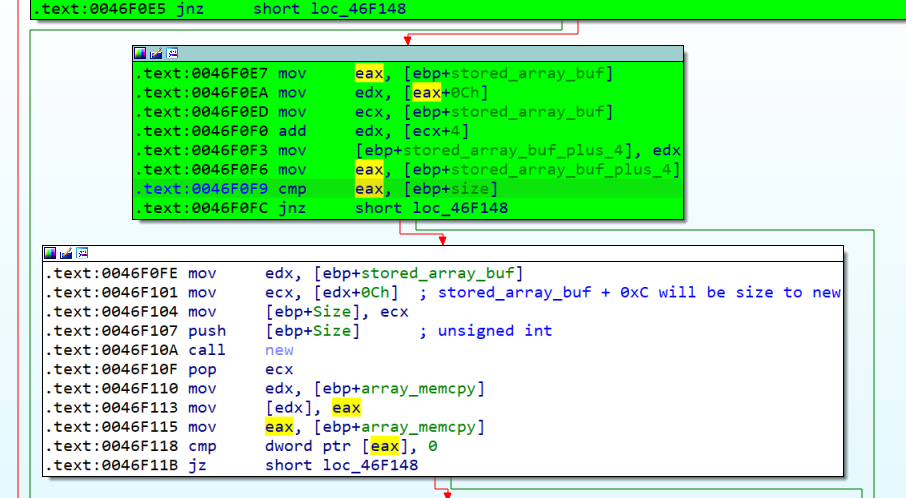 .text:0046F0E5 jnz short loc_46F148
.text:0046F0E7 mov eax, [ebp+stored_array_buf]
.text:0046F0EA mov edx, [eax+0Ch]
.text:0046F0ED mov ecx, [ebp+stored_array_buf]
.text:0046F0F0 add edx, [ecx+4]
.text:0046F0F3 mov [ebp+stored_array_buf_plus_4], edx
.text:0046F0F6 mov eax, [ebp+stored_array_buf_plus_4]
.text:0046F0F9 cmp eax, [ebp+size]
.text:0046F0FC jnz short loc_46F148
.text:0046F0FE mov edx, [ebp+stored_array_buf]
.text:0046F101 mov ecx, [edx+0Ch] ; stored_array_buf + 0xC will be size to new
.text:0046F104 mov [ebp+Size], ecx
.text:0046F107 push [ebp+Size] ; unsigned int
.text:0046F10A call new
.text:0046F10F pop ecx
.text:0046F110 mov edx, [ebp+array_memcpy]
.text:0046F113 mov [edx], eax
.text:0046F115 mov eax, [ebp+array_memcpy]
.text:0046F118 cmp dword ptr [eax], 0
.text:0046F11B jz short loc_46F148